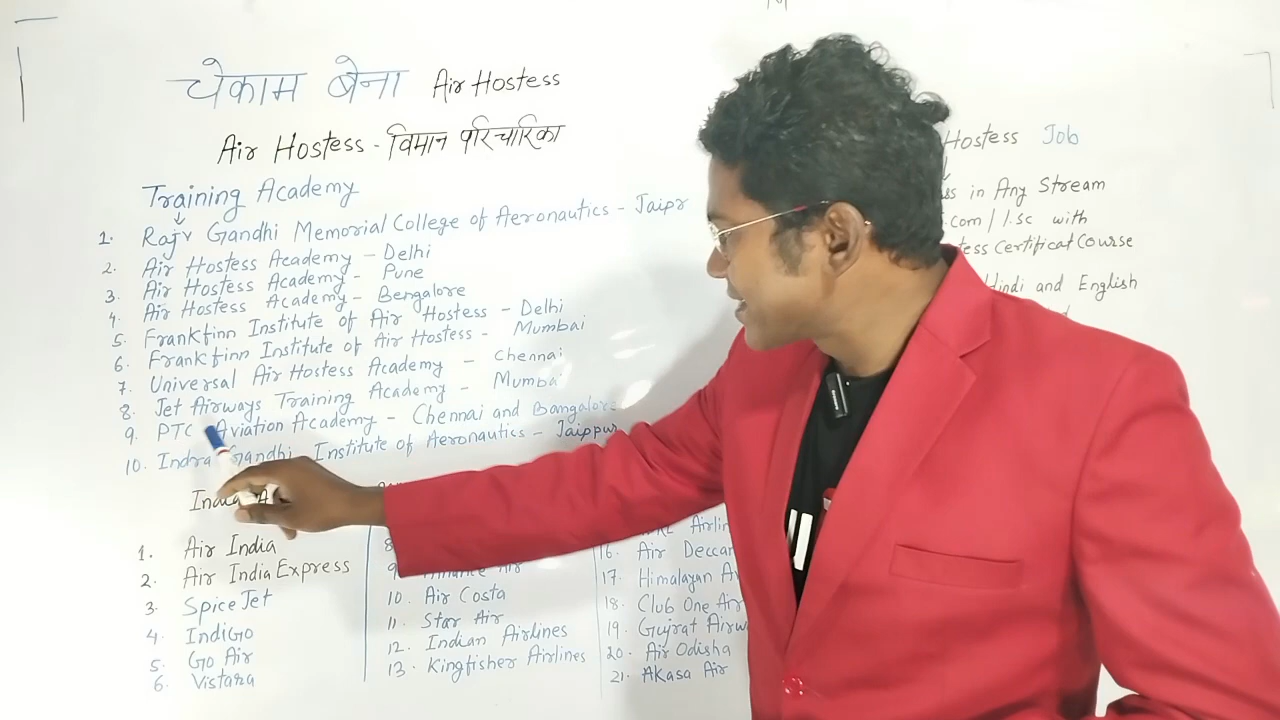 चेकाम बेना Air Hostess
Air Hostess - विमान परिचारिका
Training Academy
1. Rajv Gandhi Memorial College of Aeronautics - Jaipr
2. Air Hostess Academy - Delhi
3. Air Hostess Academy - Pune
4. Air Hostess Academy - Bengalore
5. Frankfinn Institute of Air Hostess - Delhi
6. Frankfinn Institute of Air Hostess - Mumbai
7. Universal Air Hostess Academy - Chennai
8. Jet Airways Training Academy - Mumbai
9. PTC Aviation Academy - Chennai and Bangalore
10. Indra Gandhi Institute of Aeronautics - Jaippur
India
1. Air India
2. Air India Express
3. SpiceJet
4. IndiGo
5. Go Air
6. Vistara
8
9. Air
10. Air Costa
11. Star Air
12. Indian Airlines
13. Kingfisher Airlines
16. Air Deccan
17. Himalayan
18. Club One Air
19. Gujrat Airw
20. Air Odisha
21. Akasa Air
Hostess Job
ss in Any Stream
.com / I.Sc with
tess Certificat Course
Hindi and English